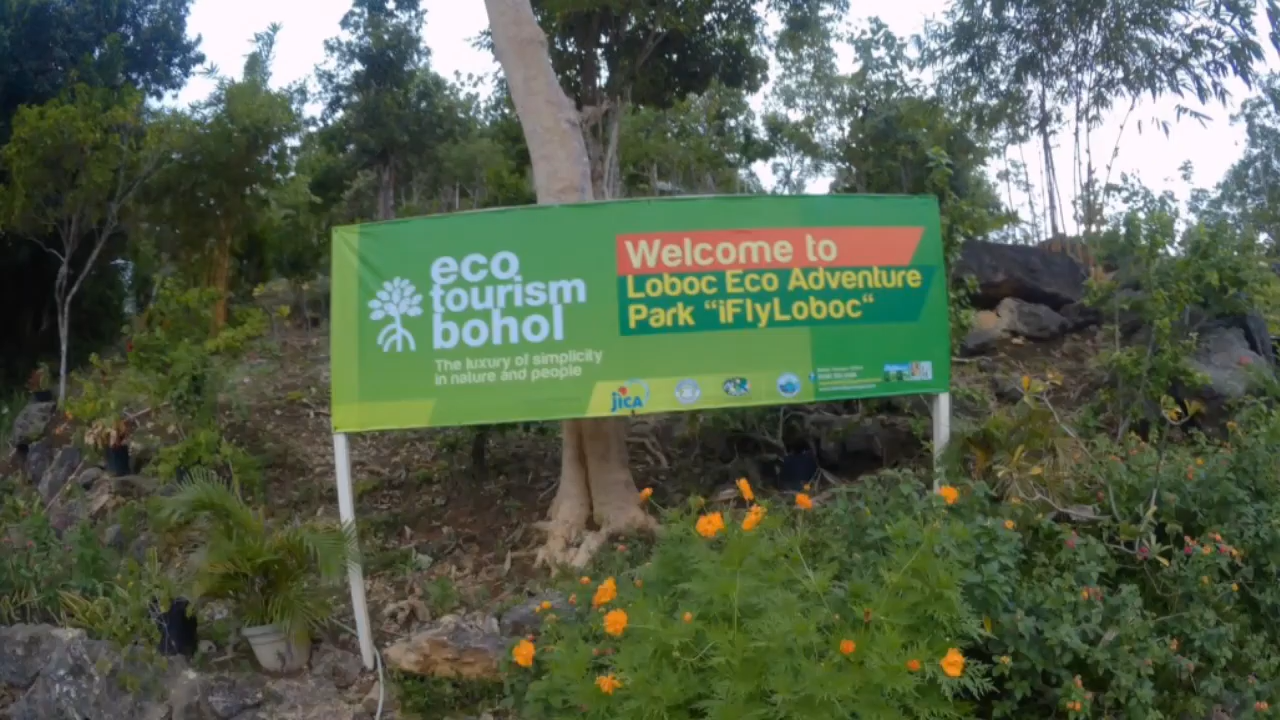 eco
tourism
bohol
The luxury of simplicity
in nature and people
Welcome to
Loboc Eco Adventure
Park “iFlyLoboc“
jICA